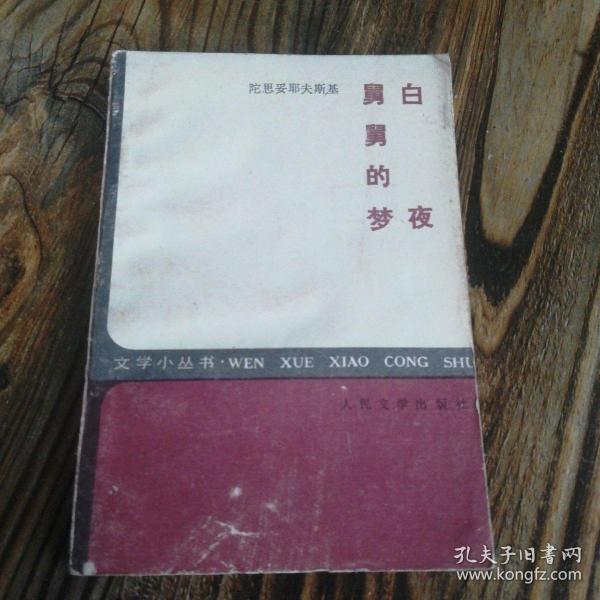 陀思妥耶夫斯基
白夜
舅舅的梦
文学小丛书·WEN XUE XIAO CONG SHU
人民文学出版社
孔夫子旧书网
www.kongfz.com